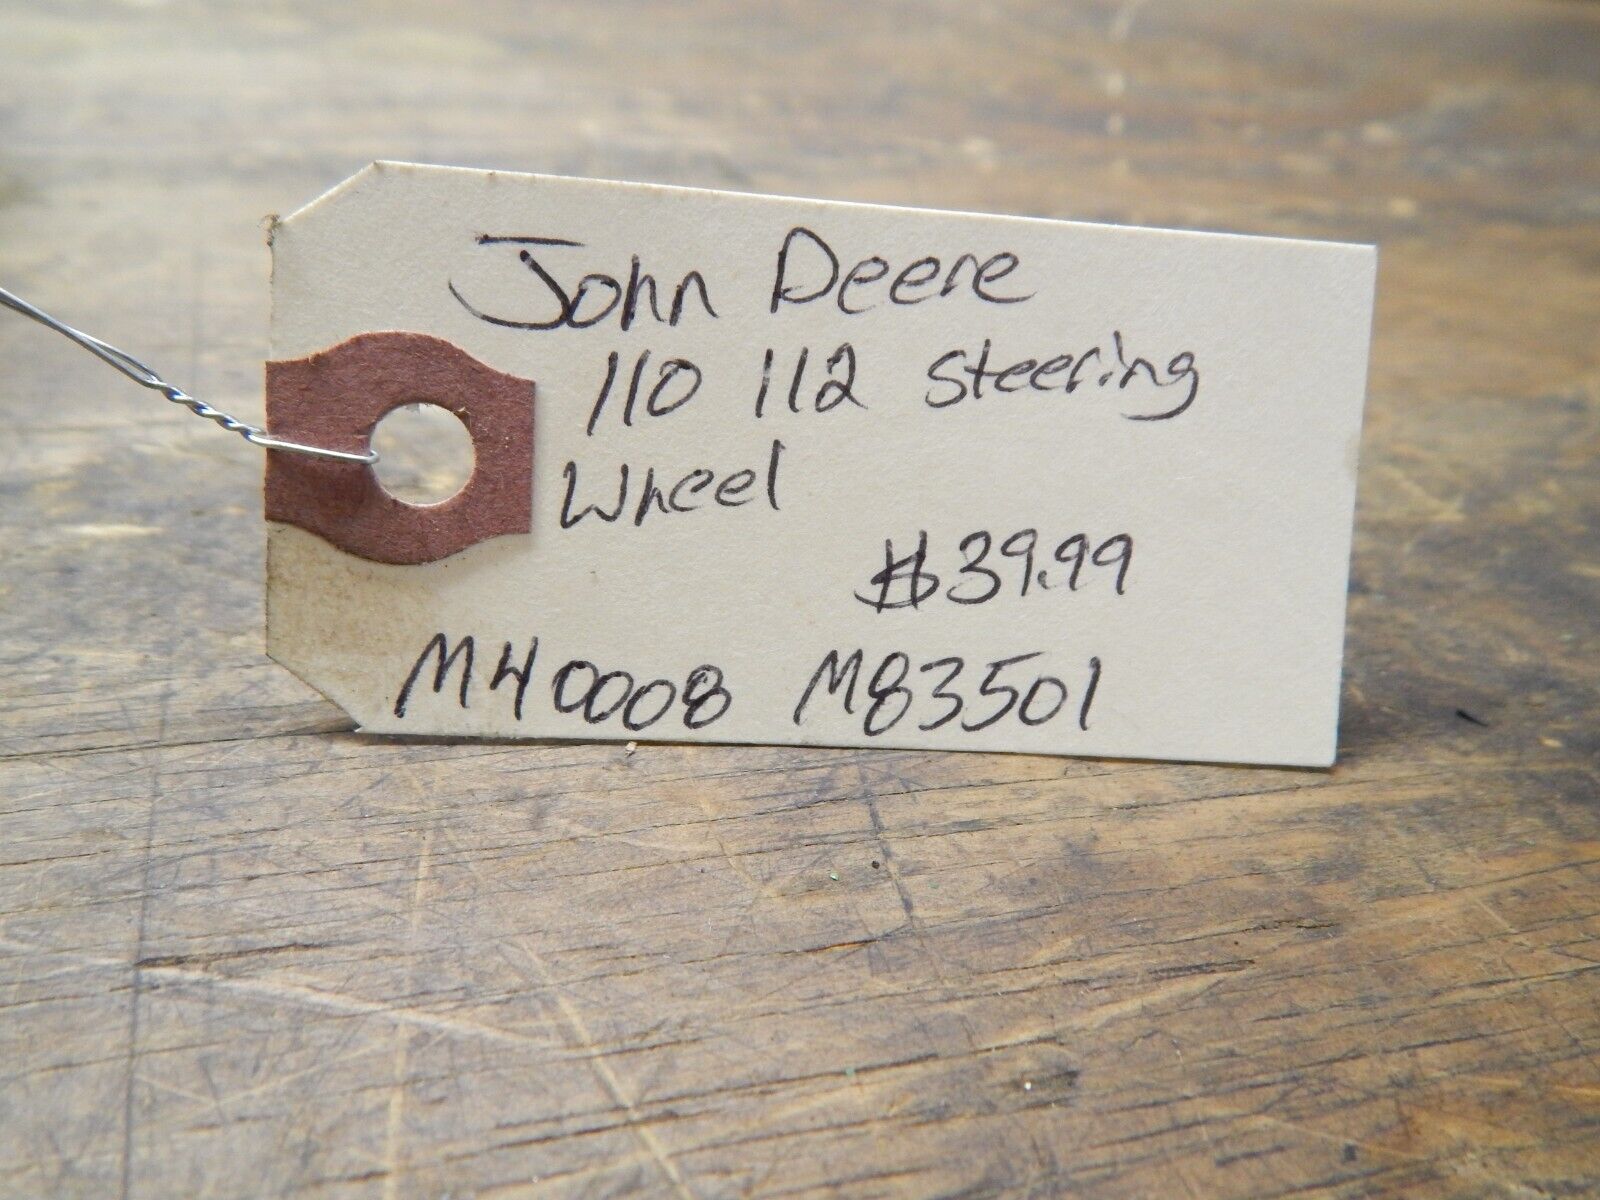 John Deere
110 112 steering
Wheel
$39.99
M40008 M83501